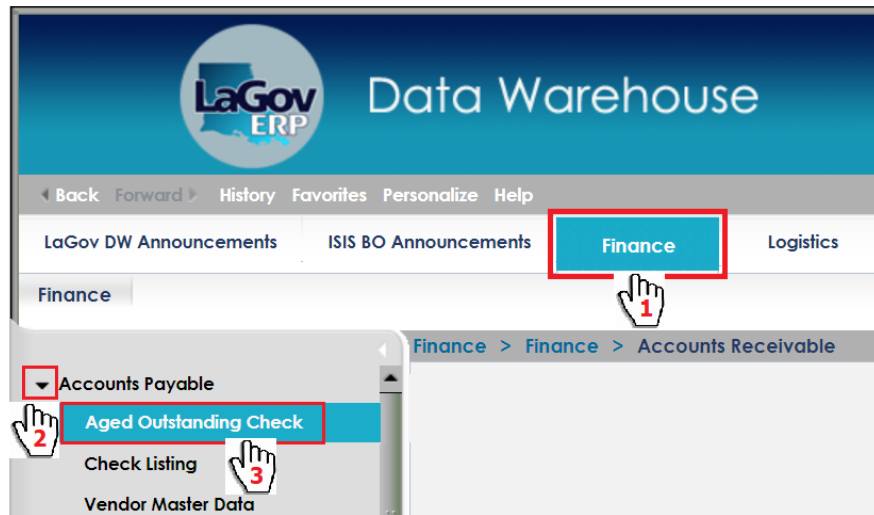 LaGov
ERP
Data Warehouse
Back Forward History Favorites Personalize Help
LaGov DW Announcements ISIS BO Announcements Finance Logistics
1
Finance
Finance > Finance > Accounts Receivable
Accounts Payable
2
Aged Outstanding Check
3
Check Listing
Vendor Master Data